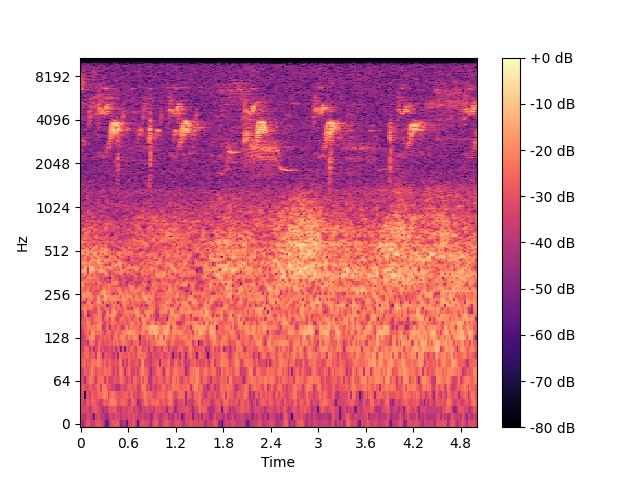 8192
4096
2048
1024
512
256
128
64
0
Hz
0 0.6 1.2 1.8 2.4 3 3.6 4.2 4.8
Time
+0 dB
-10 dB
-20 dB
-30 dB
-40 dB
-50 dB
-60 dB
-70 dB
-80 dB